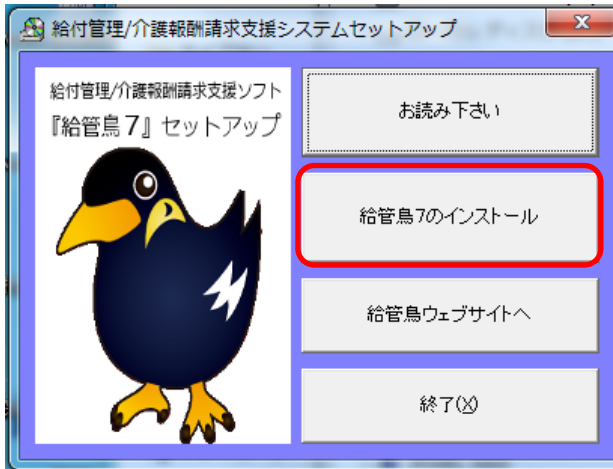 給付管理/介護報酬請求支援システムセットアップ
給付管理/介護報酬請求支援ソフト
『給管鳥7』セットアップ
お読み下さい
給管鳥7のインストール
給管鳥ウェブサイトへ
終了(X)